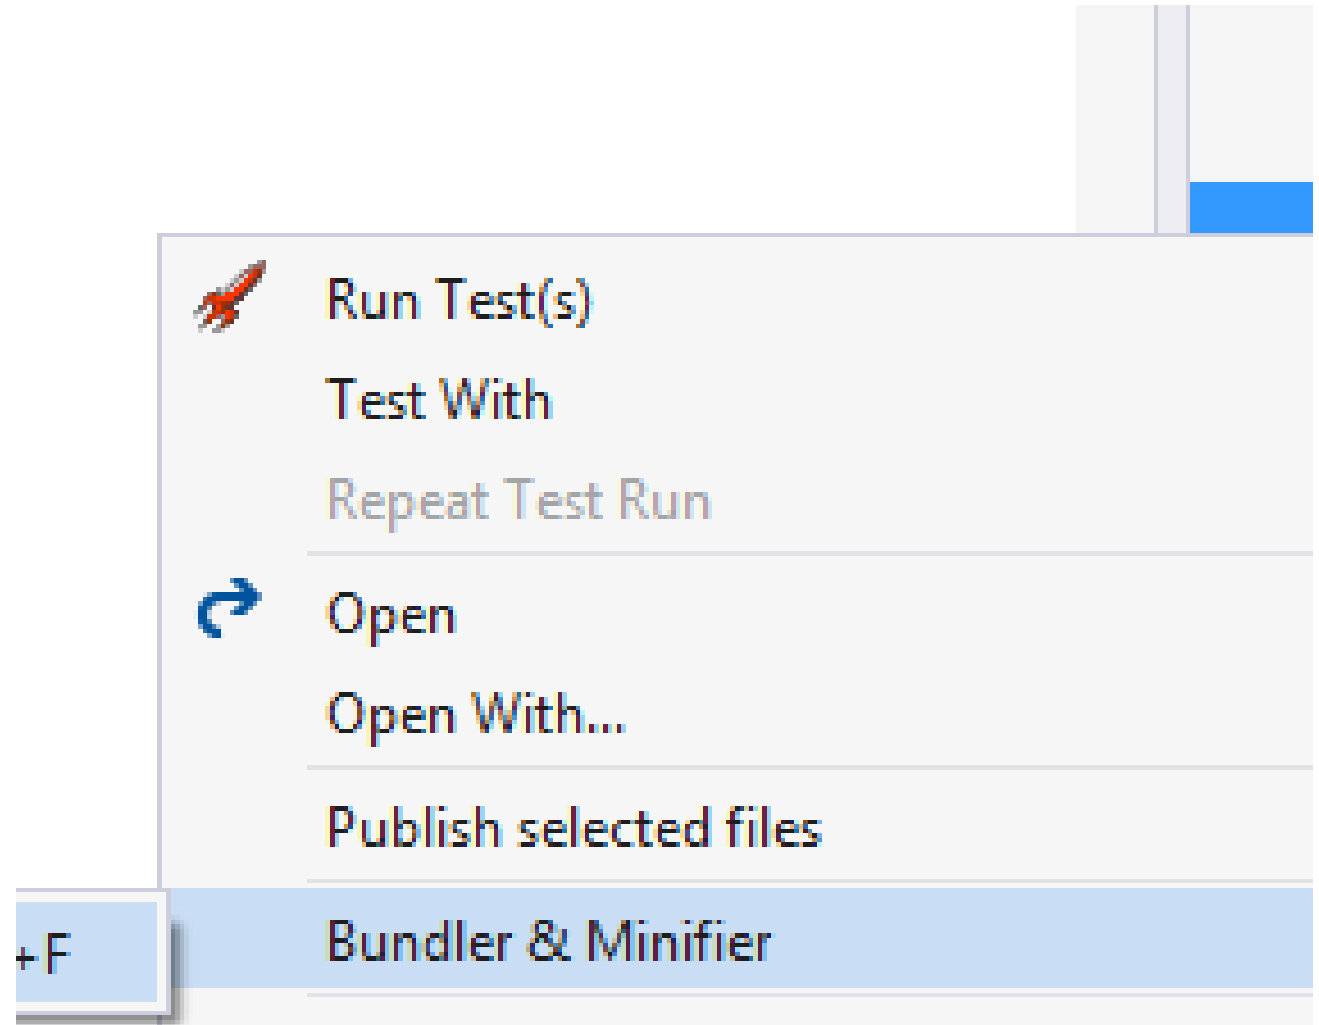 Run Test(s)
Test With
Repeat Test Run
Open
Open With...
Publish selected files
Bundler & Minifier
+F